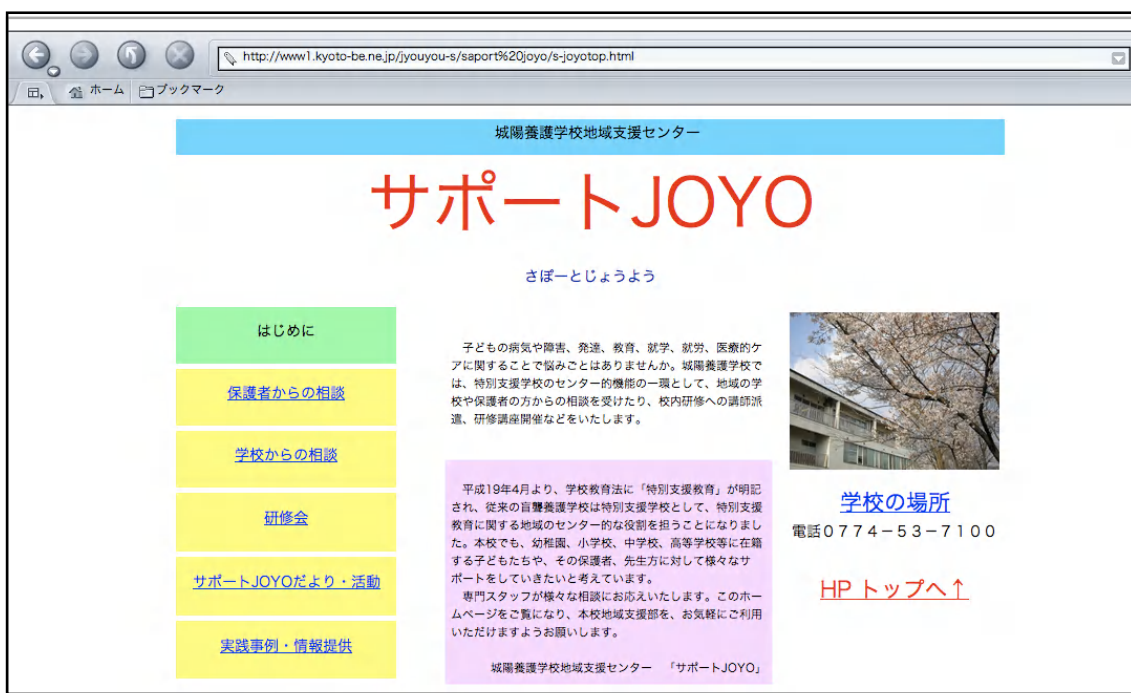 http://www1.kyoto-be.ne.jp/jyouyou-s/saport%20joyo/s-joyotop.html
ホーム
ブックマーク
城陽養護学校地域支援センター
サポートJOYO
さぽーとじょうよう
はじめに
保護者からの相談
学校からの相談
研修会
サポートJOYOだより・活動
実践事例・情報提供
子どもの病気や障害、発達、教育、就学、就労、医療的ケ
アに関することで悩みごとはありませんか。城陽養護学校で
は、特別支援学校のセンター的機能の一環として、地域の学
校や保護者の方からの相談を受けたり、校内研修への講師派
遣、研修講座開催などをいたします。
平成19年4月より、学校教育法に「特別支援教育」が明記
され、従来の盲聾養護学校は特別支援学校として、特別支援
教育に関する地域のセンター的な役割を担うことになりまし
た。本校でも、幼稚園、小学校、中学校、高等学校等に在籍
する子どもたちや、その保護者、先生方に対して様々なサ
ポートをしていきたいと考えています。
専門スタッフが様々な相談にお応えいたします。このホー
ムページをご覧になり、本校地域支援部を、お気軽にご利用
いただけますようお願いします。
城陽養護学校地域支援センター　「サポートJOYO」
学校の場所
電話０７７４－５３－７１００
HP トップへ↑